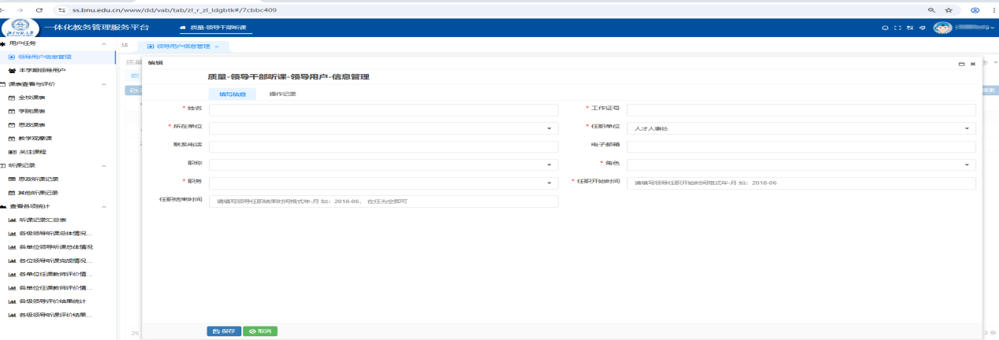 ss.bnu.edu.cn/www/dd/vab/tab/zl_r_zl_ldgbtk#/7cbbc409
一体化教务管理服务平台
质量-领导干部听课
用户任务
领导用户信息管理
本学期领导用户
课表查看与评价
全校课表
学院课表
思政课表
教学观摩课
关注课程
听课记录
思政听课记录
其他听课记录
查看各项统计
听课记录汇总表
各级领导听课总体情况...
各单位领导听课总体情况
各位领导听课完成情况...
各单位任课教师评价情...
各单位任课教师评价情...
各级领导评价结果统计
各级领导听课评价结果...
领导用户信息管理 ×
质量
编辑
质量-领导干部听课-领导用户-信息管理
填写信息 操作记录
* 姓名
* 工作证号
* 所在单位
* 任职单位 人才人事处
联系电话
电子邮箱
职称
* 角色
* 职务
* 任职开始时间 请填写领导任职开始时间格式年-月 如：2018-06
任职结束时间 请填写领导任职结束时间格式年-月 如：2018-06， 在任为空即可
保存 取消
搜索
25
2 条